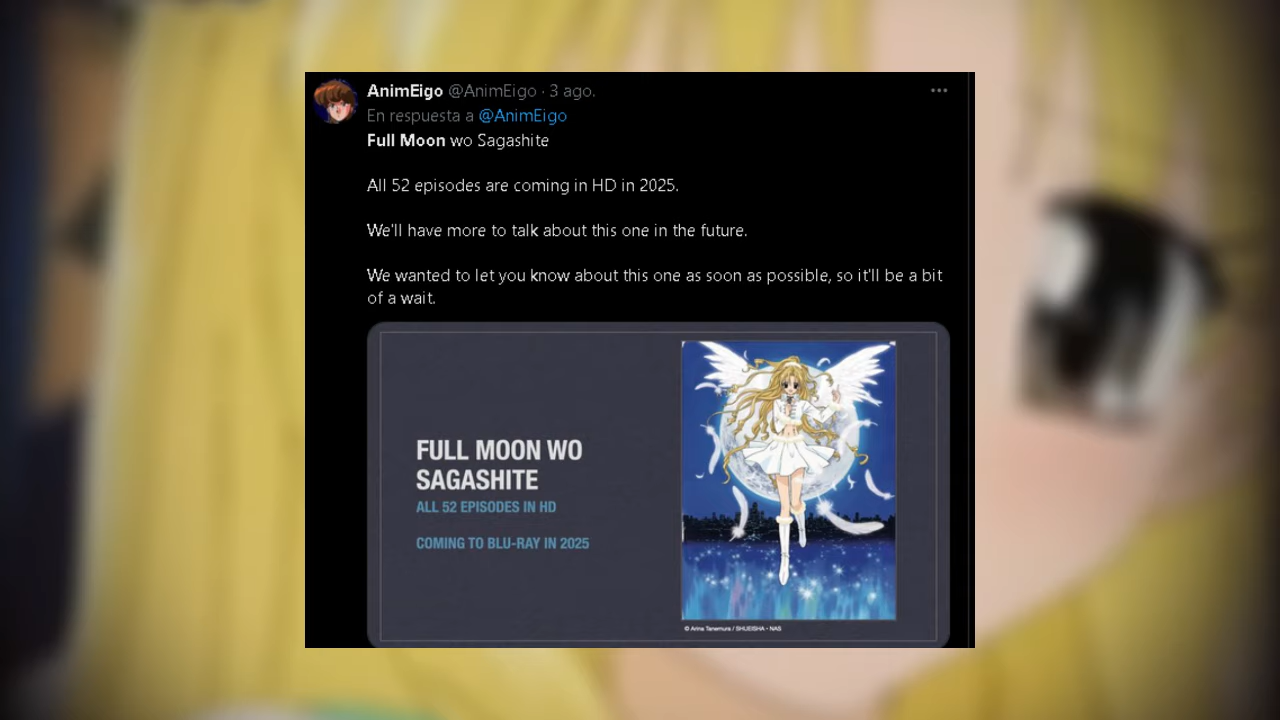 AnimEigo @AnimEigo · 3 ago.
En respuesta a @AnimEigo
Full Moon wo Sagashite
All 52 episodes are coming in HD in 2025.
We'll have more to talk about this one in the future.
We wanted to let you know about this one as soon as possible, so it'll be a bit
of a wait.
FULL MOON WO
SAGASHITE
ALL 52 EPISODES IN HD
COMING TO BLU-RAY IN 2025
© Arina Tanemura / SHUEISHA • NAS